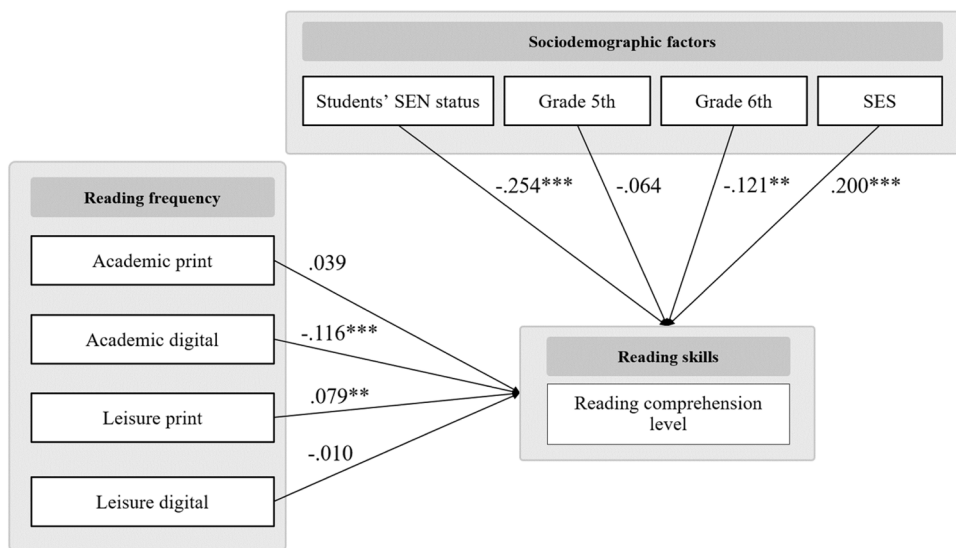 Sociodemographic factors
Students' SEN status
Grade 5th
Grade 6th
SES
-.254***
-.064
-.121**
.200***
Reading frequency
Academic print
Academic digital
Leisure print
Leisure digital
.039
-.116***
.079**
-.010
Reading skills
Reading comprehension
level